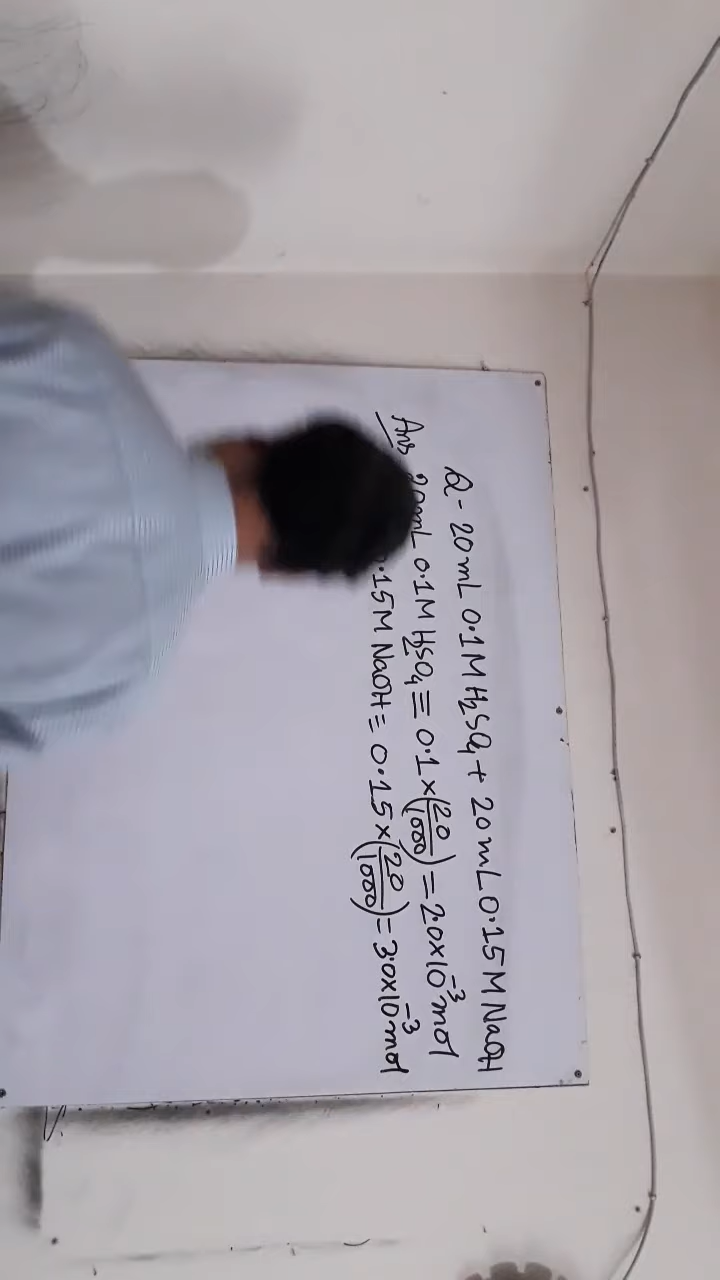 Q - 20mL 0.1M H₂SO₄ + 20mL 0.15M NaOH
Ans 20mL 0.1M H₂SO₄ ≡ 0.1 × (20/1000) = 2.0×10⁻³ mol
.15M NaOH ≡ 0.15 × (20/1000) = 3.0×10⁻³ mol